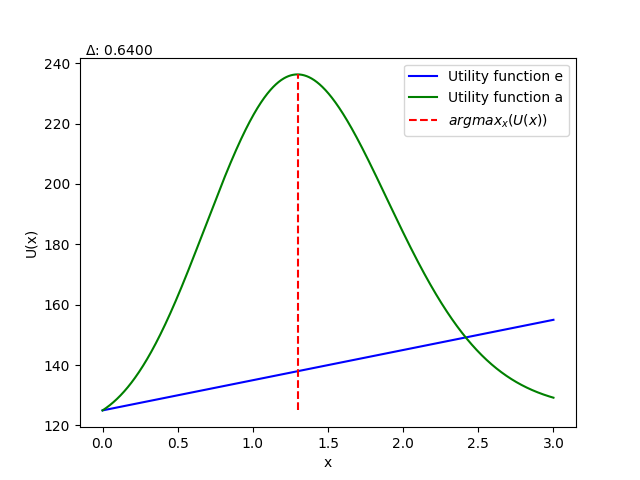 Δ: 0.6400
240
220
200
180
160
140
120
U(x)
0.0 0.5 1.0 1.5 2.0 2.5 3.0
x
Utility function e
Utility function a
argmaxₓ(U(x))